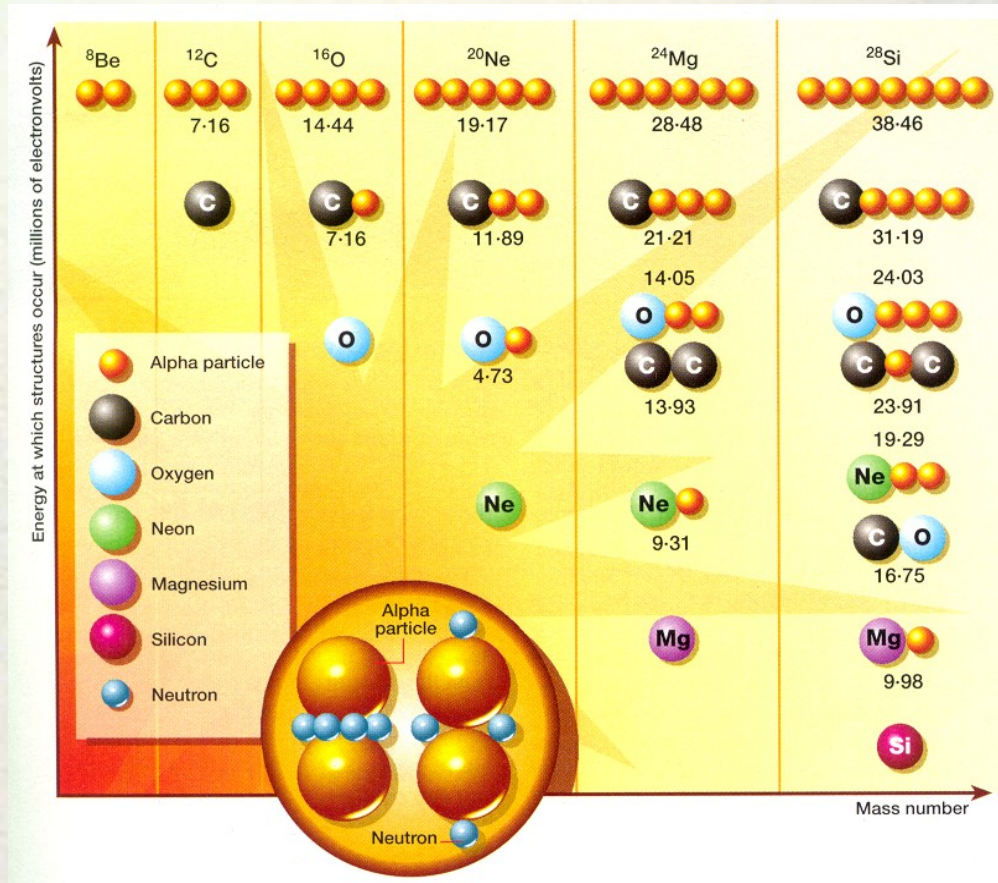 Energy at which structures occur (millions of electronvolts)
⁸Be
¹²C
¹⁶O
²⁰Ne
²⁴Mg
²⁸Si
7·16
14·44
19·17
28·48
38·46
C
C
C
C
C
7·16
11·89
21·21
31·19
14·05
24·03
O
O
O
O
C C
C C
4·73
13·93
23·91
19·29
Ne
Ne
Ne
9·31
C O
16·75
Mg
Mg
9·98
Si
Alpha particle
Carbon
Oxygen
Neon
Magnesium
Silicon
Neutron
Alpha
particle
Neutron
Mass number